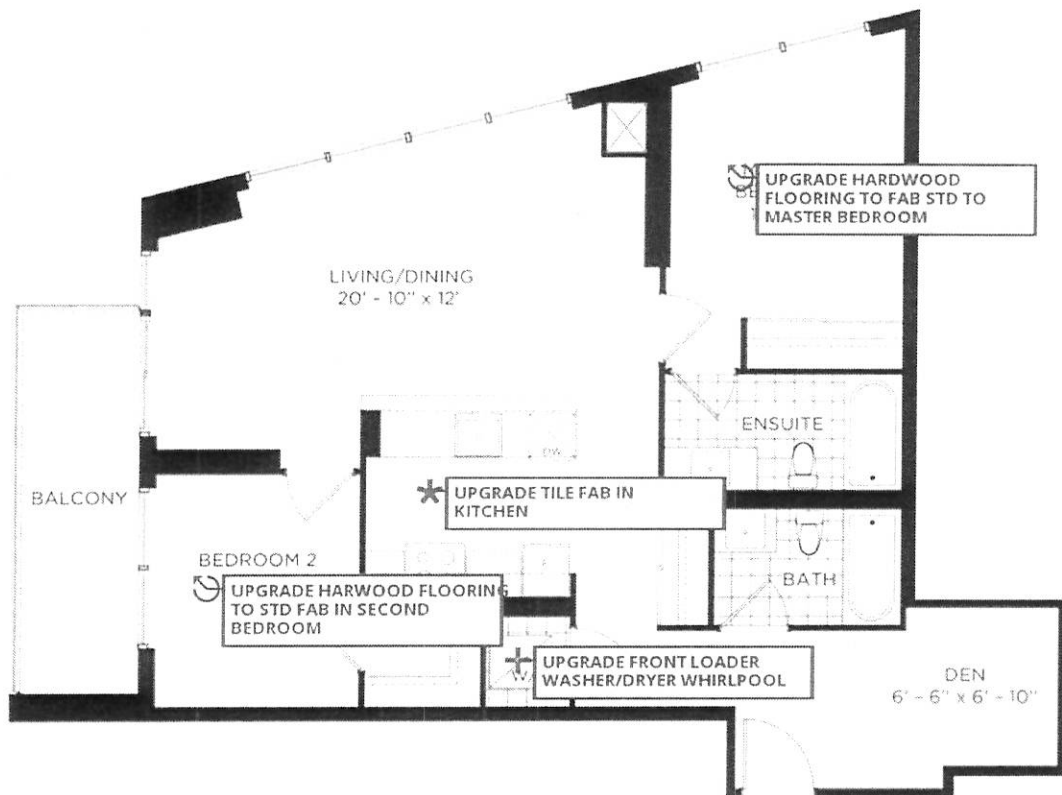 UPGRADE HARDWOOD
FLOORING TO FAB STD TO
MASTER BEDROOM
LIVING/DINING
20' - 10" x 12'
ENSUITE
DW
BALCONY
UPGRADE TILE FAB IN
KITCHEN
BEDROOM 2
BATH
UPGRADE HARWOOD FLOORING
TO STD FAB IN SECOND
BEDROOM
UPGRADE FRONT LOADER
WASHER/DRYER WHIRLPOOL
DEN
6' - 6" x 6' - 10"